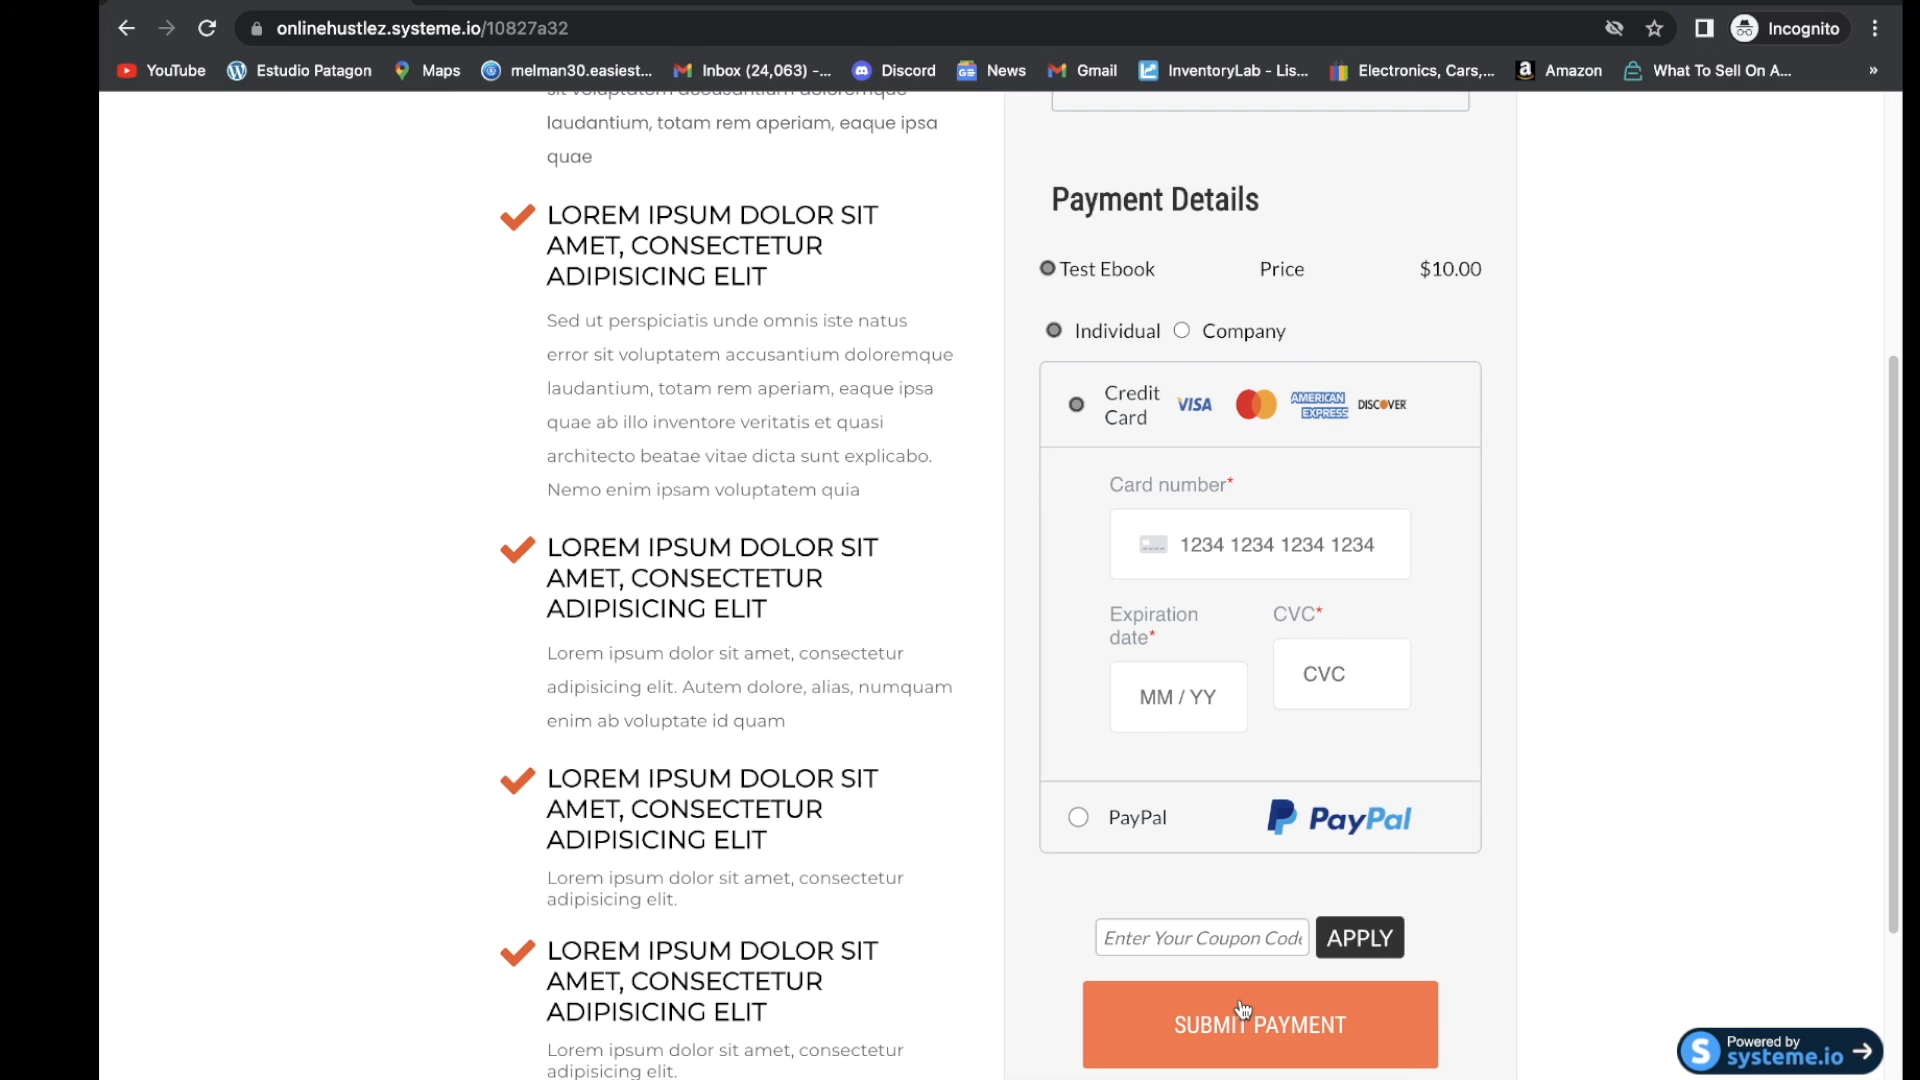 onlinehustlez.systeme.io/10827a32
Incognito
YouTube
Estudio Patagon
Maps
melman30.easiest...
Inbox (24,063) -...
Discord
News
Gmail
InventoryLab - Lis...
Electronics, Cars,...
Amazon
What To Sell On A...
»
sit voluptatem accusantium doloremque
laudantium, totam rem aperiam, eaque ipsa
quae
LOREM IPSUM DOLOR SIT
AMET, CONSECTETUR
ADIPISICING ELIT
Sed ut perspiciatis unde omnis iste natus
error sit voluptatem accusantium doloremque
laudantium, totam rem aperiam, eaque ipsa
quae ab illo inventore veritatis et quasi
architecto beatae vitae dicta sunt explicabo.
Nemo enim ipsam voluptatem quia
LOREM IPSUM DOLOR SIT
AMET, CONSECTETUR
ADIPISICING ELIT
Lorem ipsum dolor sit amet, consectetur
adipisicing elit. Autem dolore, alias, numquam
enim ab voluptate id quam
LOREM IPSUM DOLOR SIT
AMET, CONSECTETUR
ADIPISICING ELIT
Lorem ipsum dolor sit amet, consectetur
adipisicing elit.
LOREM IPSUM DOLOR SIT
AMET, CONSECTETUR
ADIPISICING ELIT
Lorem ipsum dolor sit amet, consectetur
adipisicing elit.
Payment Details
Test Ebook Price $10.00
Individual Company
Credit
Card
VISA
AMERICAN
EXPRESS
DISCOVER
Card number*
1234 1234 1234 1234
Expiration
date*
MM / YY
CVC*
CVC
PayPal
PayPal
Enter Your Coupon Code
APPLY
SUBMIT PAYMENT
Powered by
systeme.io